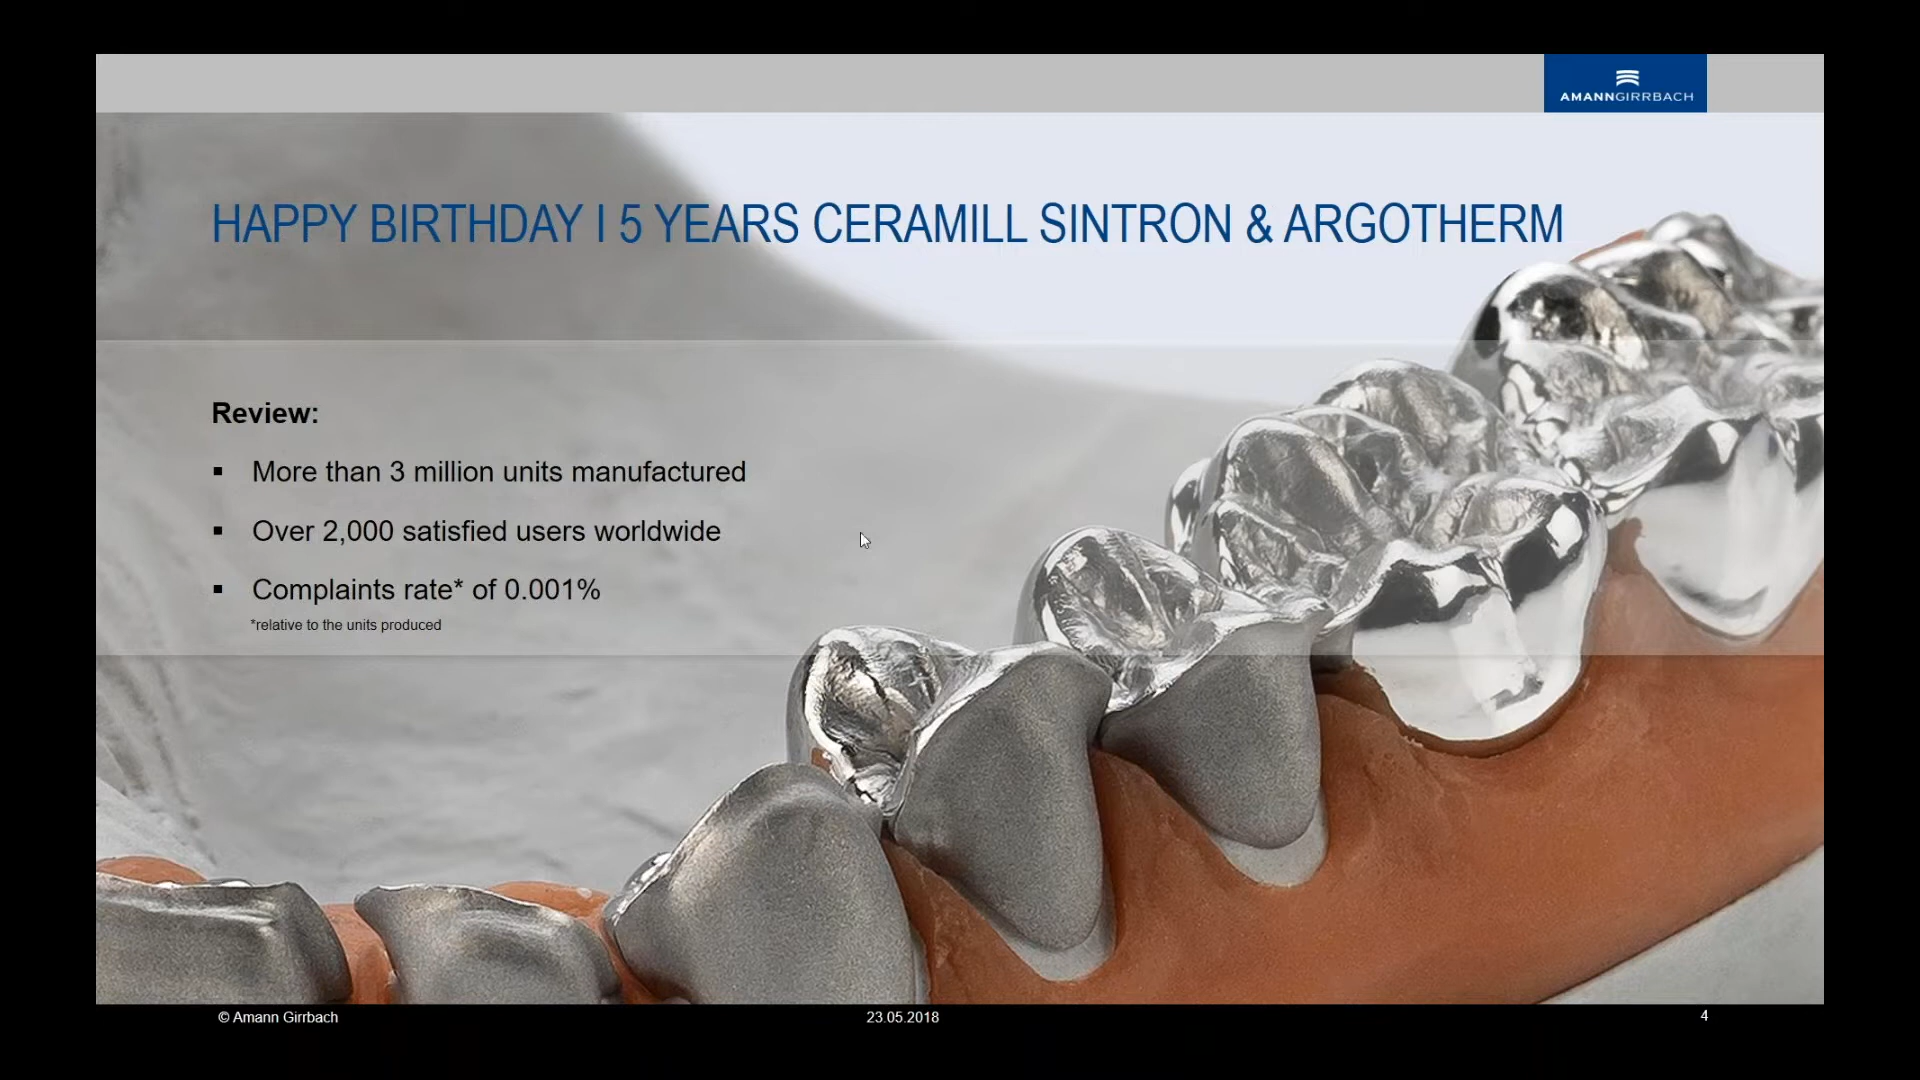 AMANNGIRRBACH
HAPPY BIRTHDAY I 5 YEARS CERAMILL SINTRON & ARGOTHERM
Review:
▪ More than 3 million units manufactured
▪ Over 2,000 satisfied users worldwide
▪ Complaints rate* of 0.001%
*relative to the units produced
© Amann Girrbach 23.05.2018 4